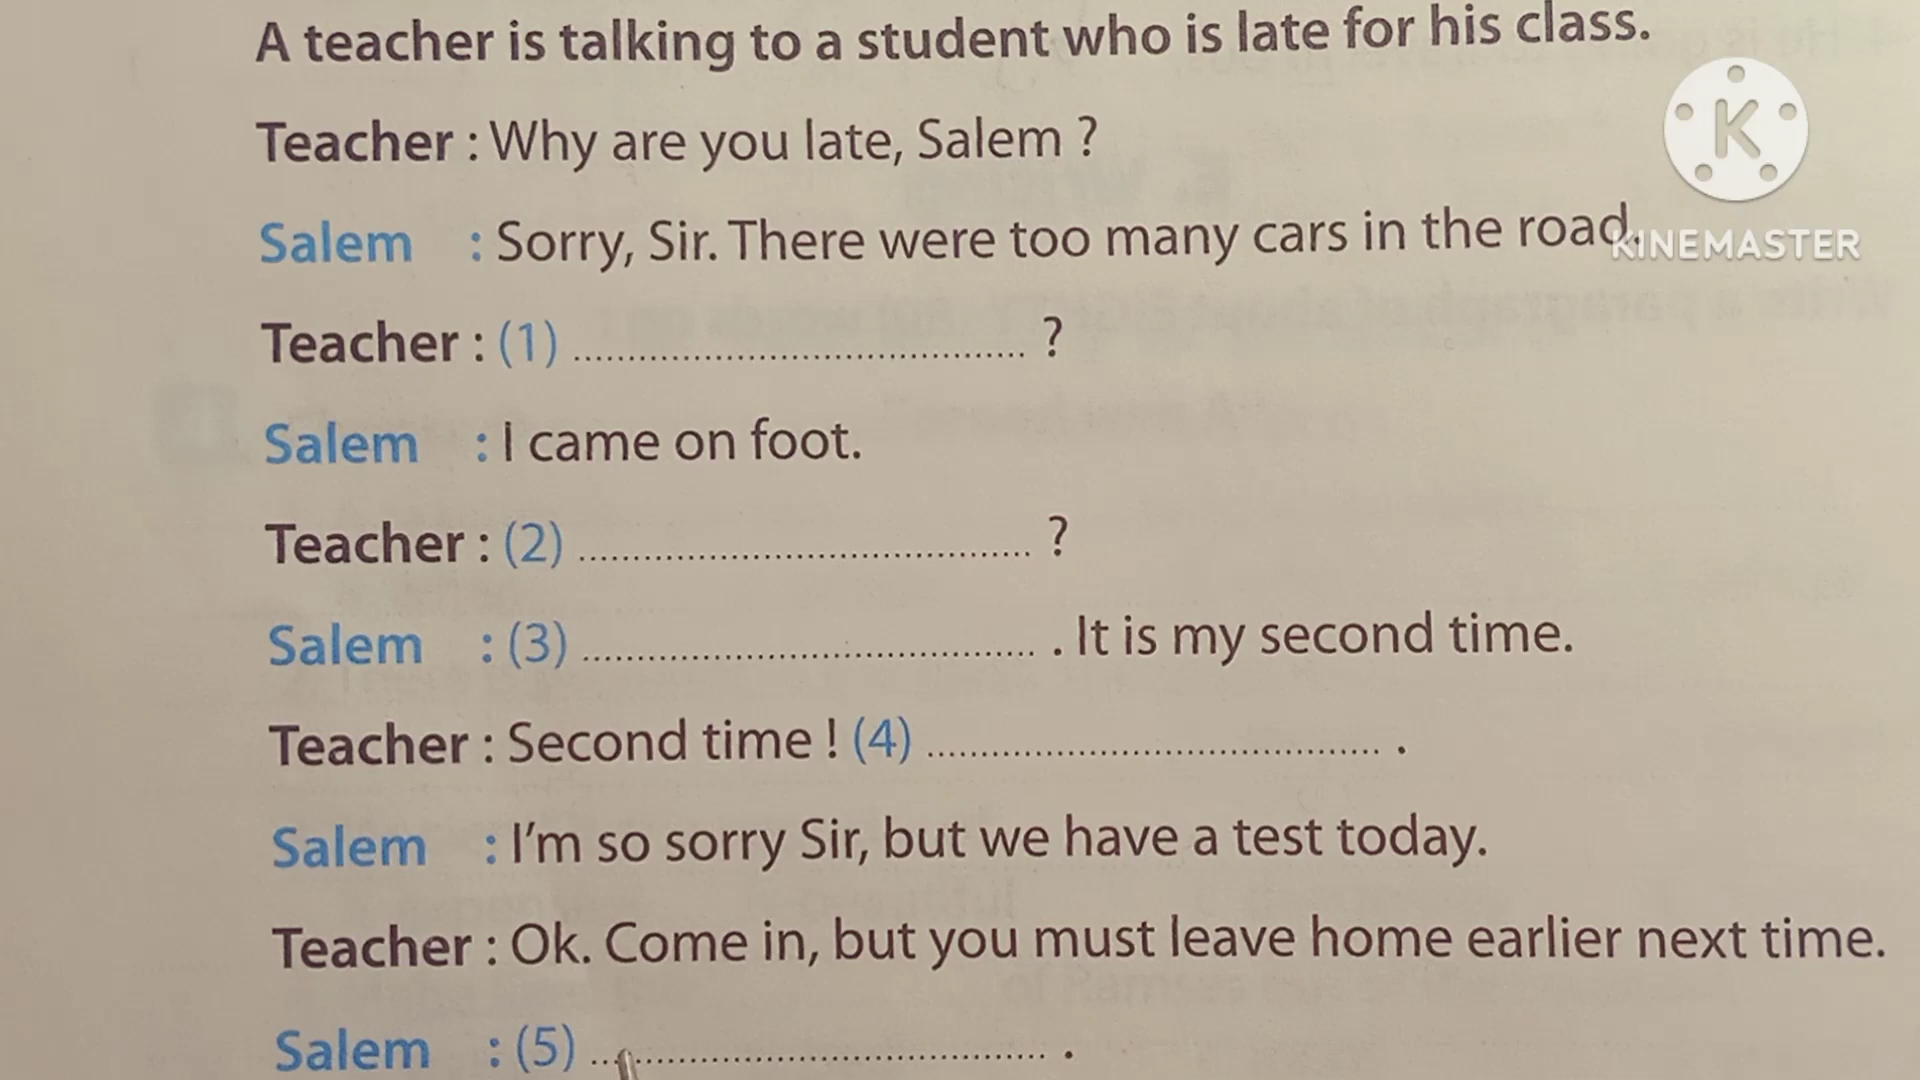 A teacher is talking to a student who is late for his class.
Teacher : Why are you late, Salem ?
Salem : Sorry, Sir. There were too many cars in the road.
KINEMASTER
Teacher : (1) ........................................ ?
Salem : I came on foot.
Teacher : (2) ........................................ ?
Salem : (3) ........................................ . It is my second time.
Teacher : Second time ! (4) ........................................ .
Salem : I'm so sorry Sir, but we have a test today.
Teacher : Ok. Come in, but you must leave home earlier next time.
Salem : (5) ........................................ .